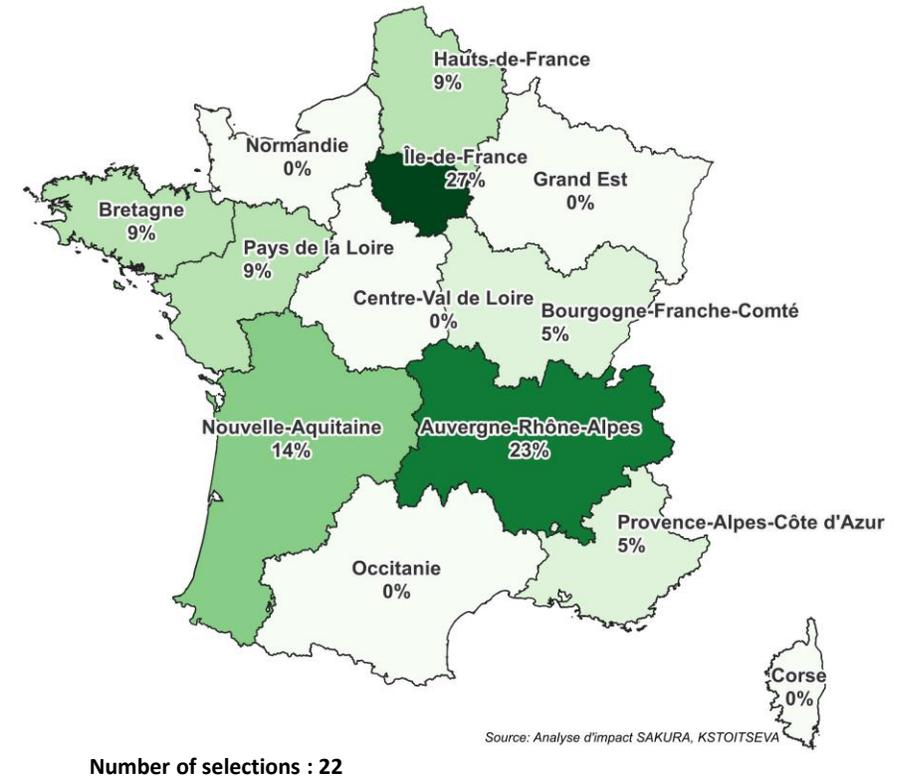 Hauts-de-France
9%
Normandie
0%
Île-de-France
27%
Grand Est
0%
Bretagne
9%
Pays de la Loire
9%
Centre-Val de Loire
0%
Bourgogne-Franche-Comté
5%
Nouvelle-Aquitaine
14%
Auvergne-Rhône-Alpes
23%
Provence-Alpes-Côte d'Azur
5%
Occitanie
0%
Corse
0%
Source: Analyse d'impact SAKURA, KSTOITSEVA
Number of selections : 22